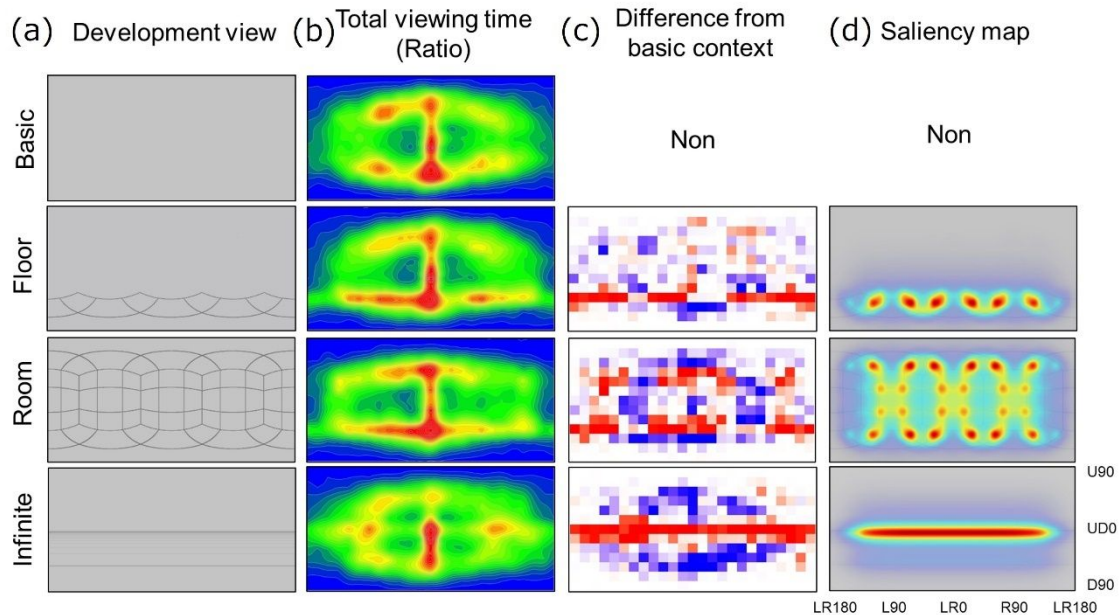 (a) Development view
(b) Total viewing time
(Ratio)
(c) Difference from
basic context
(d) Saliency map
Basic
Non
Non
Floor
Room
Infinite
U90
UD0
D90
LR180 L90 LR0 R90 LR180